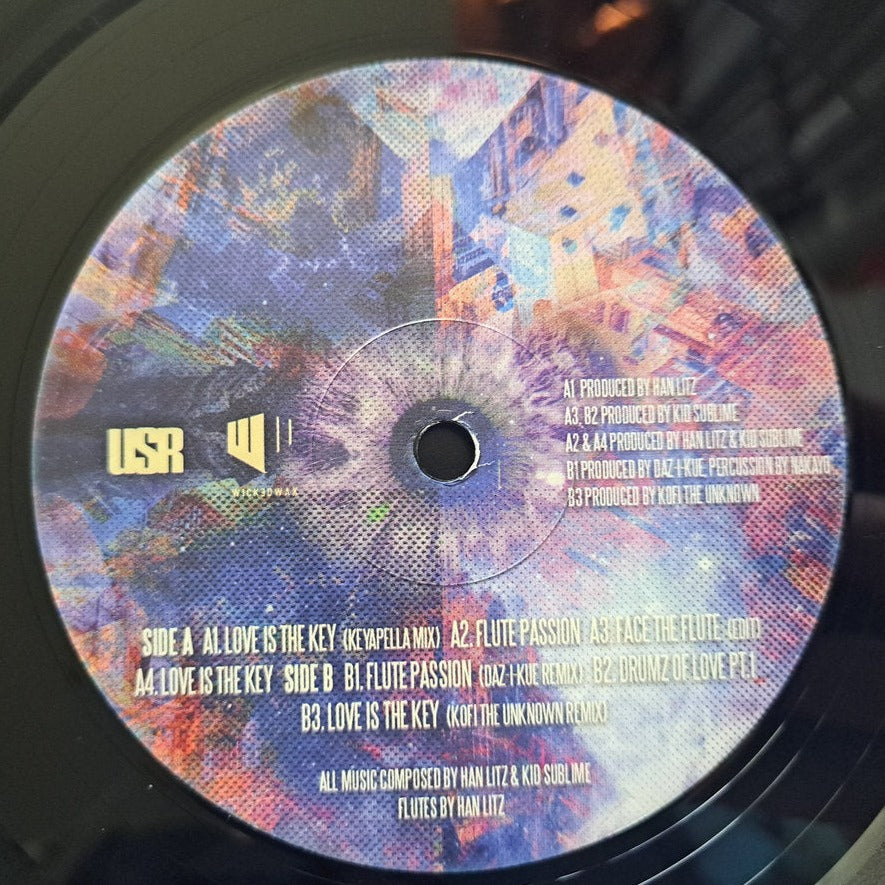 A1 PRODUCED BY HAN LITZ
A3, B2 PRODUCED BY KID SUBLIME
A2 & A4 PRODUCED BY HAN LITZ & KID SUBLIME
B1 PRODUCED BY DAZ-I-KUE, PERCUSSION BY NAKAYO
B3 PRODUCED BY KOFI THE UNKNOWN
USR
W1CK3DWAX
SIDE A A1. LOVE IS THE KEY (KEYAPELLA MIX) A2. FLUTE PASSION A3. FACE THE FLUTE (EDIT)
A4. LOVE IS THE KEY SIDE B B1. FLUTE PASSION (DAZ-I-KUE REMIX) B2. DRUMZ OF LOVE PT.1
B3. LOVE IS THE KEY (KOFI THE UNKNOWN REMIX)
ALL MUSIC COMPOSED BY HAN LITZ & KID SUBLIME
FLUTES BY HAN LITZ